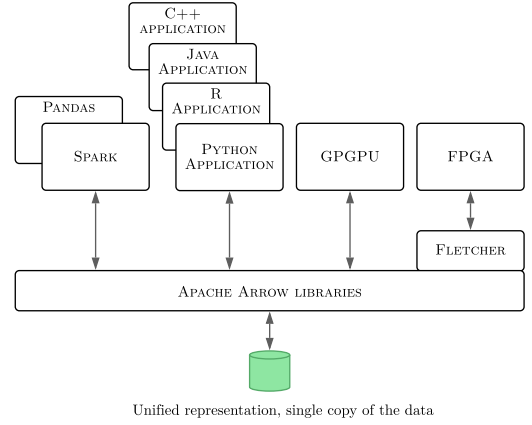 C++
application
Java
Application
R
Application
Pandas
Spark
Python
Application
GPGPU
FPGA
Fletcher
Apache Arrow libraries
Unified representation, single copy of the data